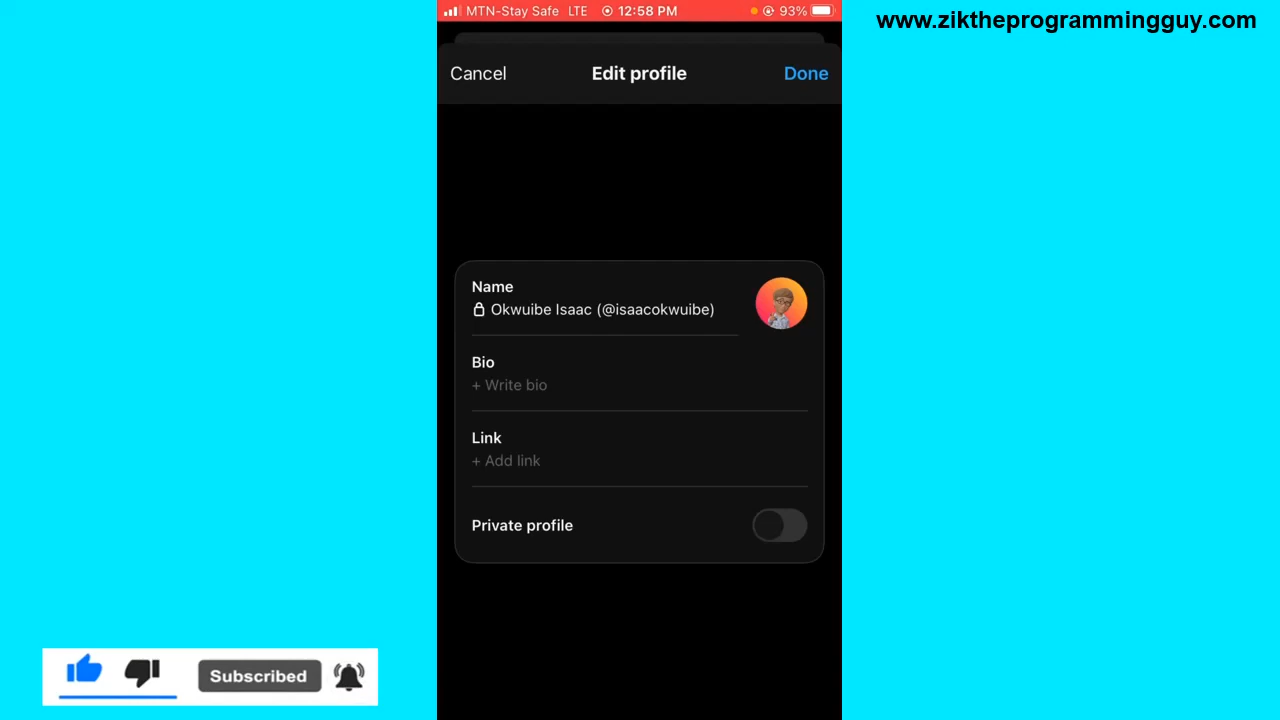 MTN-Stay Safe LTE 12:58 PM 93%
www.ziktheprogrammingguy.com
Cancel Edit profile Done
Name
Okwuibe Isaac (@isaacokwuibe)
Bio
+ Write bio
Link
+ Add link
Private profile
Subscribed